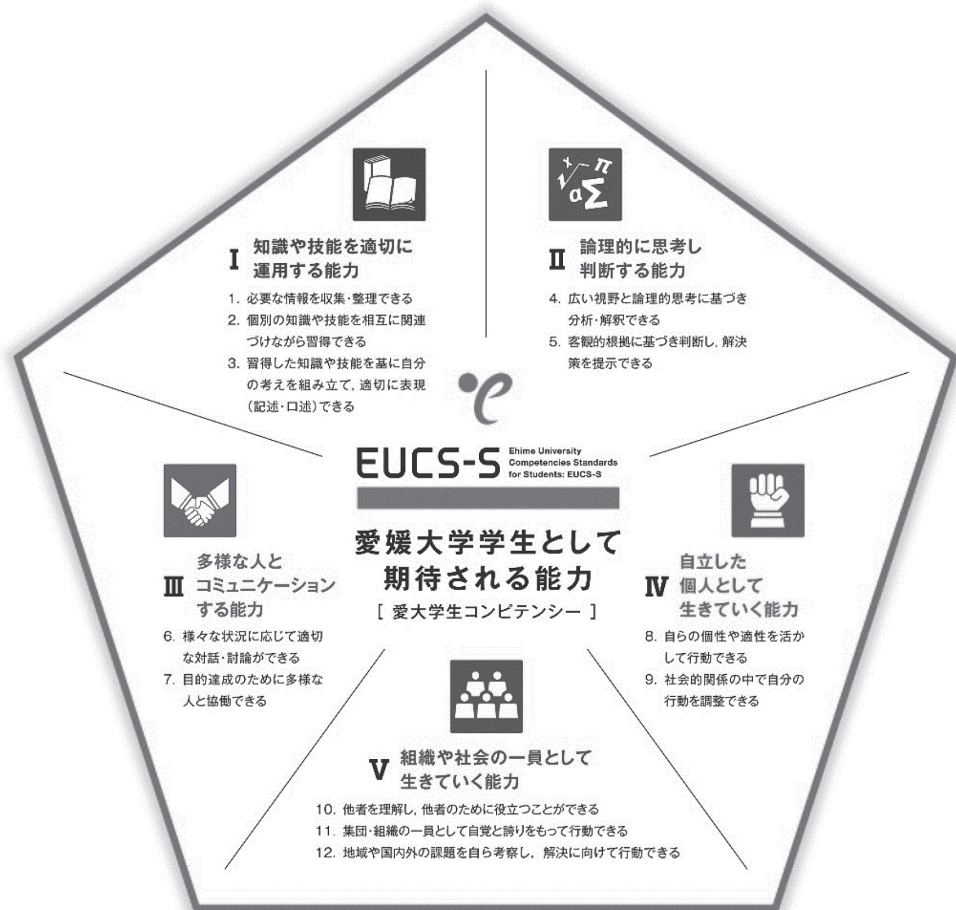 x
√
π
a
Σ
I
知識や技能を適切に
運用する能力
1. 必要な情報を収集・整理できる
2. 個別の知識や技能を相互に関連
づけながら習得できる
3. 習得した知識や技能を基に自分
の考えを組み立て, 適切に表現
(記述・口述)できる
II
論理的に思考し
判断する能力
4. 広い視野と論理的思考に基づき
分析・解釈できる
5. 客観的根拠に基づき判断し, 解決
策を提示できる
e
EUCS-S
Ehime University
Competencies Standards
for Students: EUCS-S
愛媛大学学生として
期待される能力
[ 愛大学生コンピテンシー ]
III
多様な人と
コミュニケーション
する能力
6. 様々な状況に応じて適切
な対話・討論ができる
7. 目的達成のために多様な
人と協働できる
IV
自立した
個人として
生きていく能力
8. 自らの個性や適性を活か
して行動できる
9. 社会的関係の中で自分の
行動を調整できる
V
組織や社会の一員として
生きていく能力
10. 他者を理解し, 他者のために役立つことができる
11. 集団・組織の一員として自覚と誇りをもって行動できる
12. 地域や国内外の課題を自ら考察し, 解決に向けて行動できる